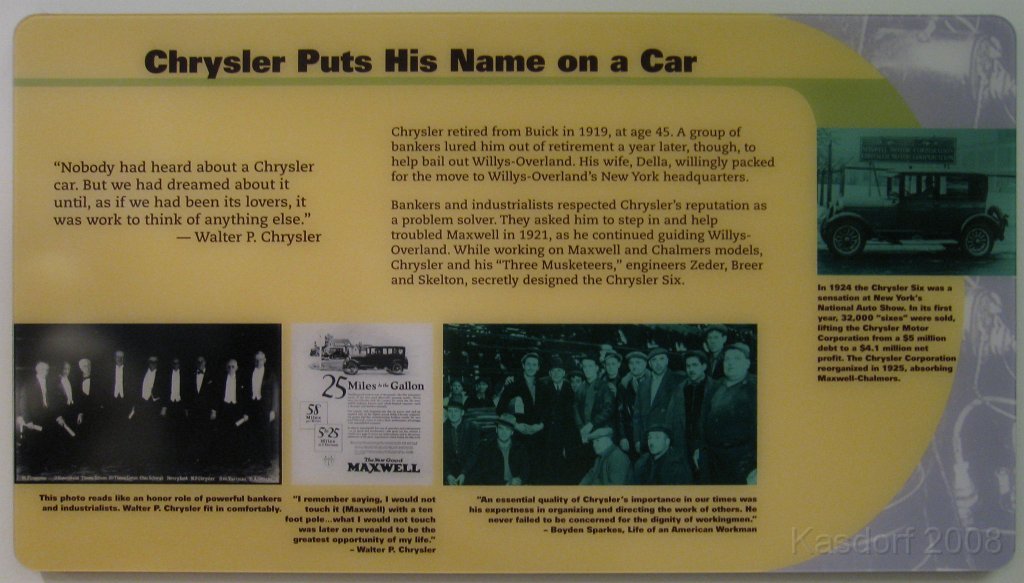 Chrysler Puts His Name on a Car
"Nobody had heard about a Chrysler
car. But we had dreamed about it
until, as if we had been its lovers, it
was work to think of anything else."
— Walter P. Chrysler
Chrysler retired from Buick in 1919, at age 45. A group of
bankers lured him out of retirement a year later, though, to
help bail out Willys-Overland. His wife, Della, willingly packed
for the move to Willys-Overland's New York headquarters.
Bankers and industrialists respected Chrysler's reputation as
a problem solver. They asked him to step in and help
troubled Maxwell in 1921, as he continued guiding Willys-
Overland. While working on Maxwell and Chalmers models,
Chrysler and his "Three Musketeers," engineers Zeder, Breer
and Skelton, secretly designed the Chrysler Six.
In 1924 the Chrysler Six was a
sensation at New York's
National Auto Show. In its first
year, 32,000 "sixes" were sold,
lifting the Chrysler Motor
Corporation from a $5 million
debt to a $4.1 million net
profit. The Chrysler Corporation
reorganized in 1925, absorbing
Maxwell-Chalmers.
25 Miles to the Gallon
58
Miles
5-25
Miles
The New Good
MAXWELL
This photo reads like an honor role of powerful bankers
and industrialists. Walter P. Chrysler fit in comfortably.
"I remember saying, I would not
touch it (Maxwell) with a ten
foot pole...what I would not touch
was later on revealed to be the
greatest opportunity of my life."
– Walter P. Chrysler
"An essential quality of Chrysler's importance in our times was
his expertness in organizing and directing the work of others. He
never failed to be concerned for the dignity of workingmen."
– Boyden Sparkes, Life of an American Workman
Kasdorf 2008